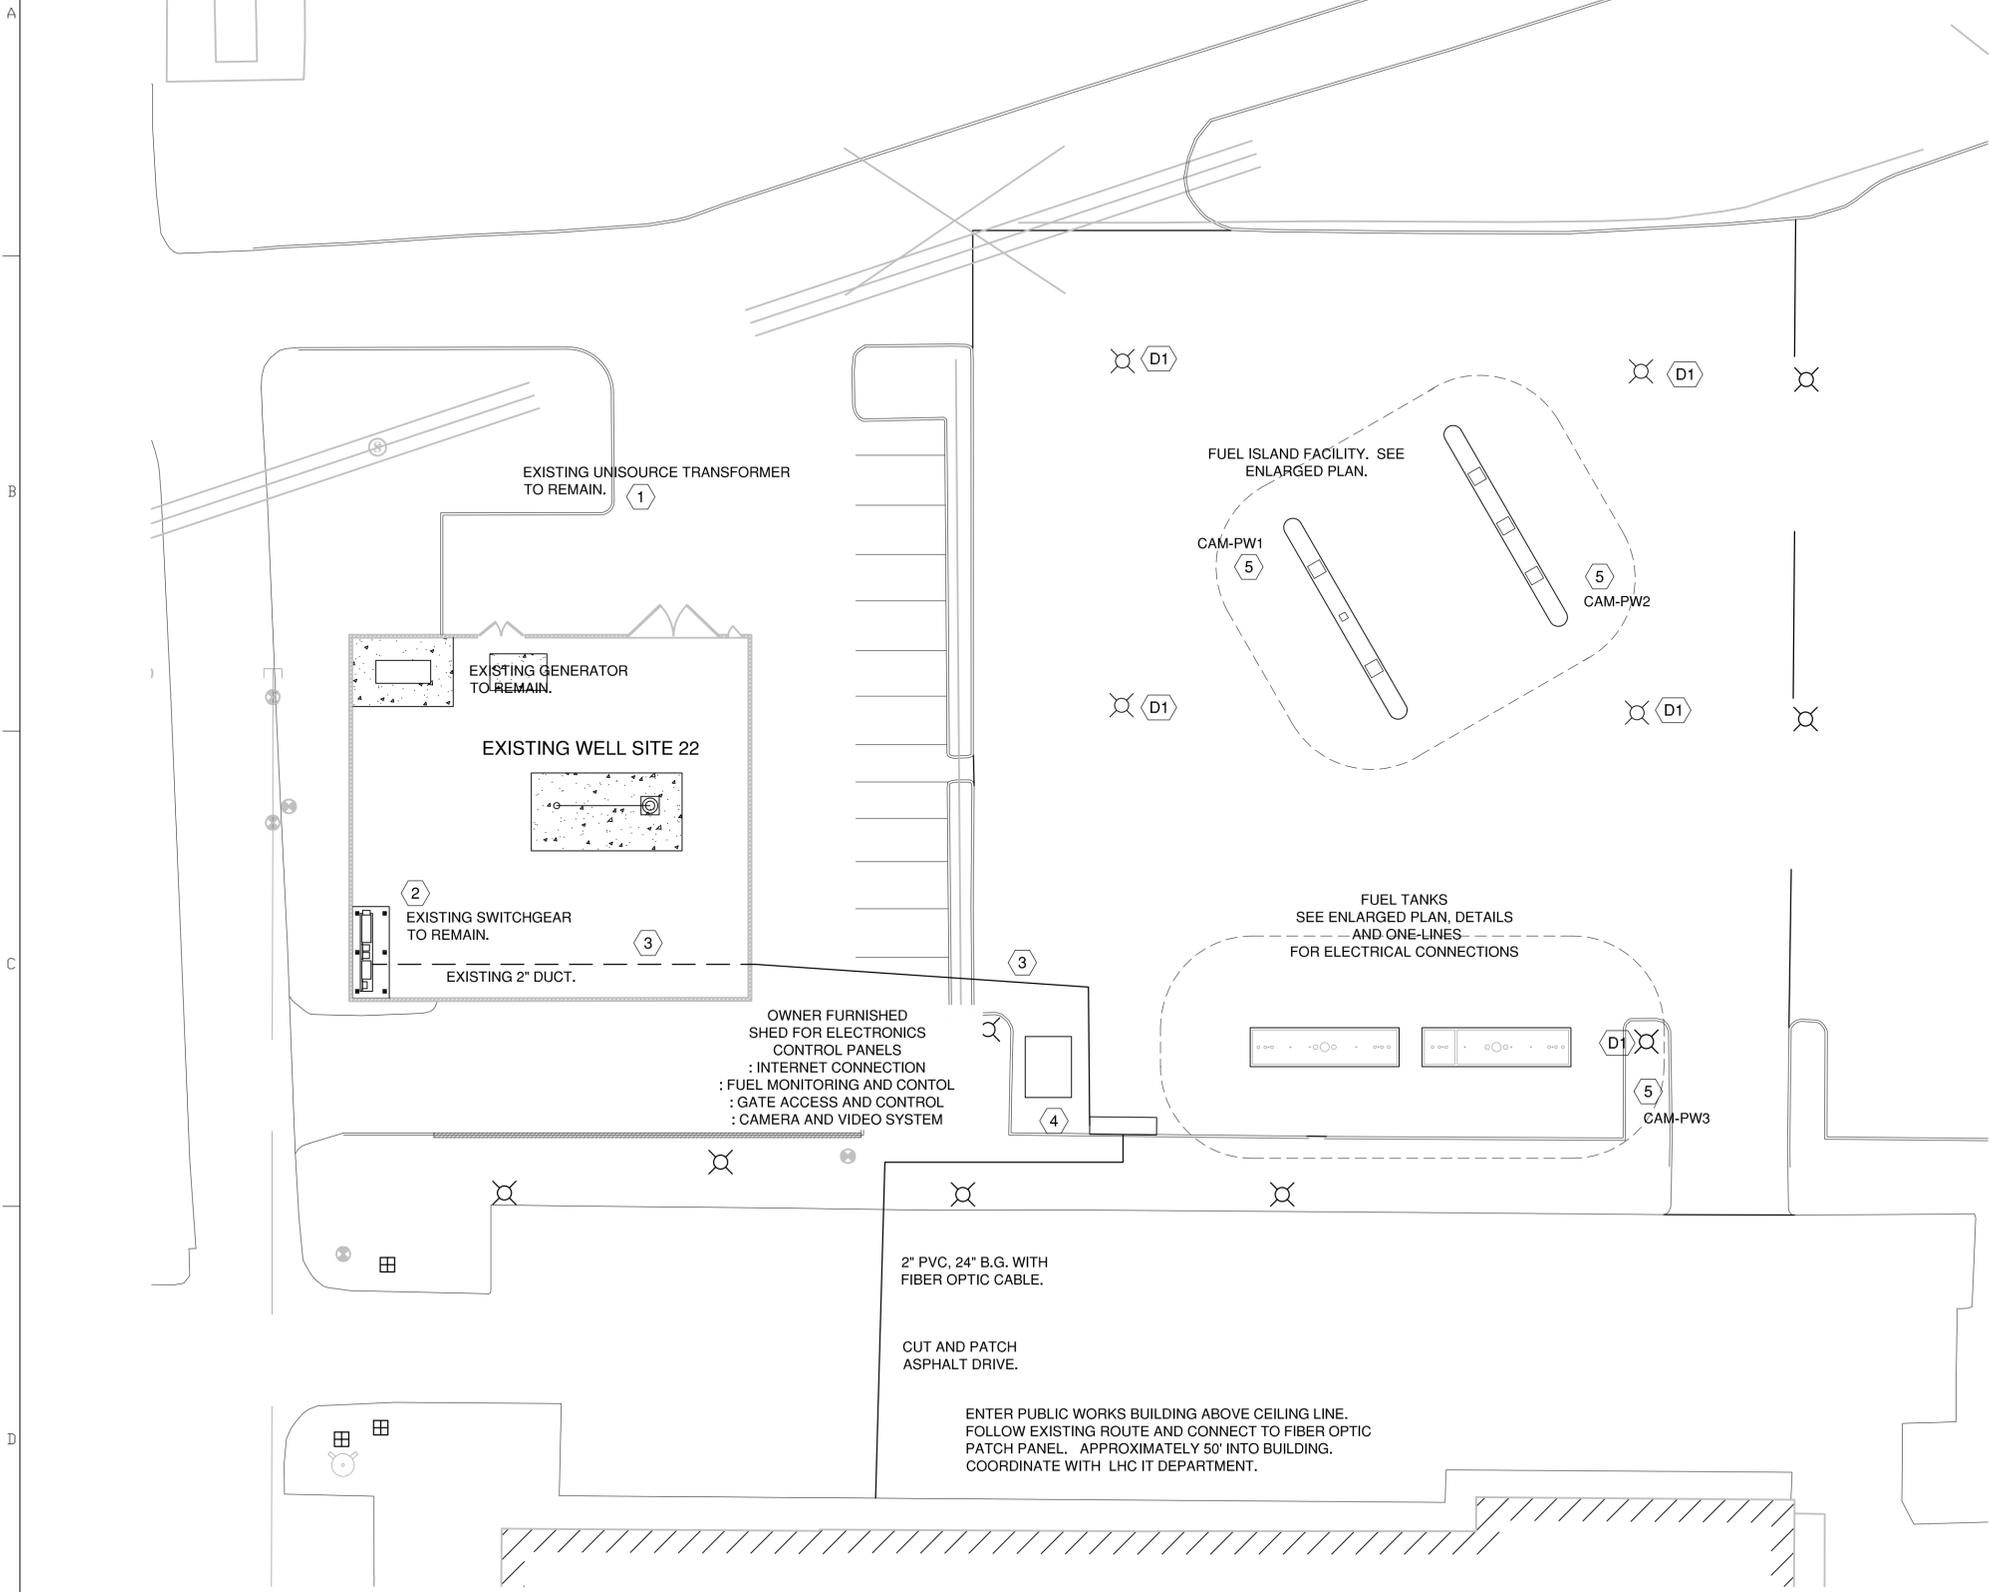 A
D1
D1
EXISTING UNISOURCE TRANSFORMER
TO REMAIN.
1
FUEL ISLAND FACILITY.  SEE
ENLARGED PLAN.
B
CAM-PW1
5
5
CAM-PW2
EXISTING GENERATOR
TO REMAIN.
D1
D1
EXISTING WELL SITE 22
2
EXISTING SWITCHGEAR
TO REMAIN.
3
EXISTING 2" DUCT.
C
3
FUEL TANKS
SEE ENLARGED PLAN, DETAILS
AND ONE-LINES
FOR ELECTRICAL CONNECTIONS
OWNER FURNISHED
SHED FOR ELECTRONICS
CONTROL PANELS
: INTERNET CONNECTION
: FUEL MONITORING AND CONTOL
: GATE ACCESS AND CONTROL
: CAMERA AND VIDEO SYSTEM
4
D1
5
CAM-PW3
2" PVC, 24" B.G. WITH
FIBER OPTIC CABLE.
CUT AND PATCH
ASPHALT DRIVE.
D
ENTER PUBLIC WORKS BUILDING ABOVE CEILING LINE.
FOLLOW EXISTING ROUTE AND CONNECT TO FIBER OPTIC
PATCH PANEL.   APPROXIMATELY 50' INTO BUILDING.
COORDINATE WITH  LHC IT DEPARTMENT.